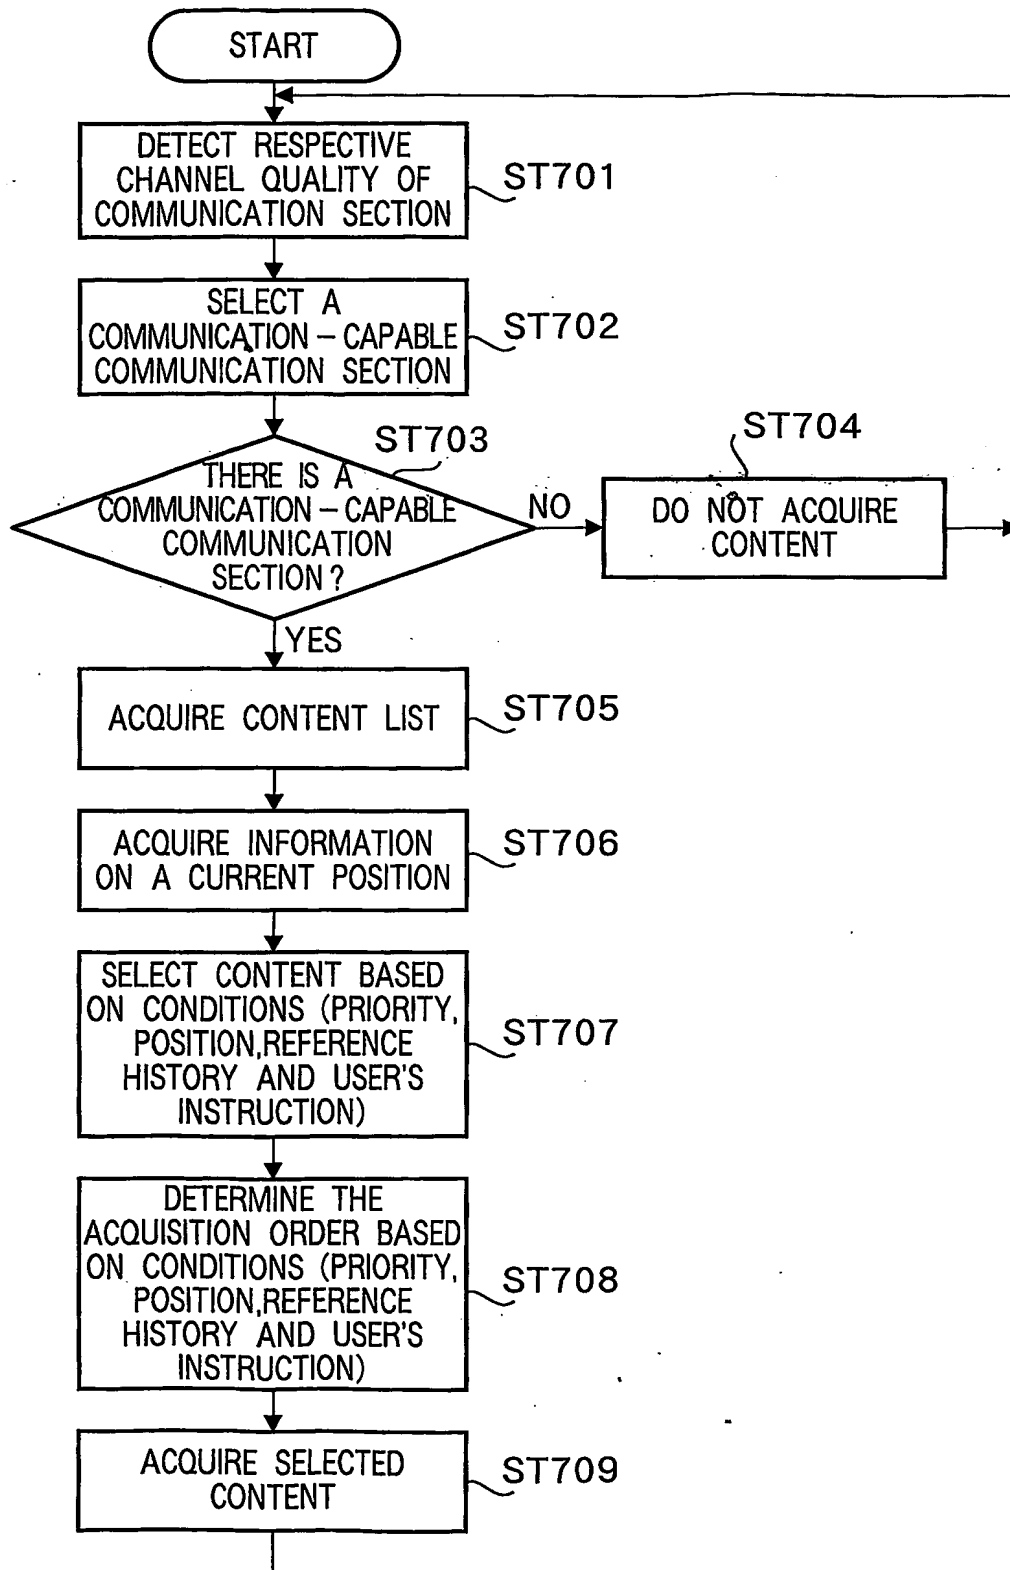 START
DETECT RESPECTIVE
CHANNEL QUALITY OF
COMMUNICATION SECTION
ST701
SELECT A
COMMUNICATION – CAPABLE
COMMUNICATION SECTION
ST702
ST703
THERE IS A
COMMUNICATION – CAPABLE
COMMUNICATION
SECTION?
NO
ST704
DO NOT ACQUIRE
CONTENT
YES
ACQUIRE CONTENT LIST
ST705
ACQUIRE INFORMATION
ON A CURRENT POSITION
ST706
SELECT CONTENT BASED
ON CONDITIONS (PRIORITY,
POSITION,REFERENCE
HISTORY AND USER'S
INSTRUCTION)
ST707
DETERMINE THE
ACQUISITION ORDER BASED
ON CONDITIONS (PRIORITY,
POSITION,REFERENCE
HISTORY AND USER'S
INSTRUCTION)
ST708
ACQUIRE SELECTED
CONTENT
ST709